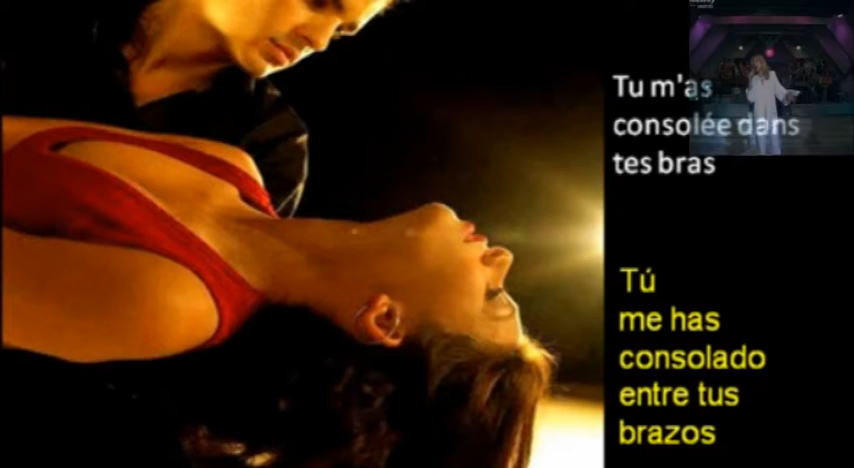 Tu m'as
consolée dans
tes bras
Tú
me has
consolado
entre tus
brazos